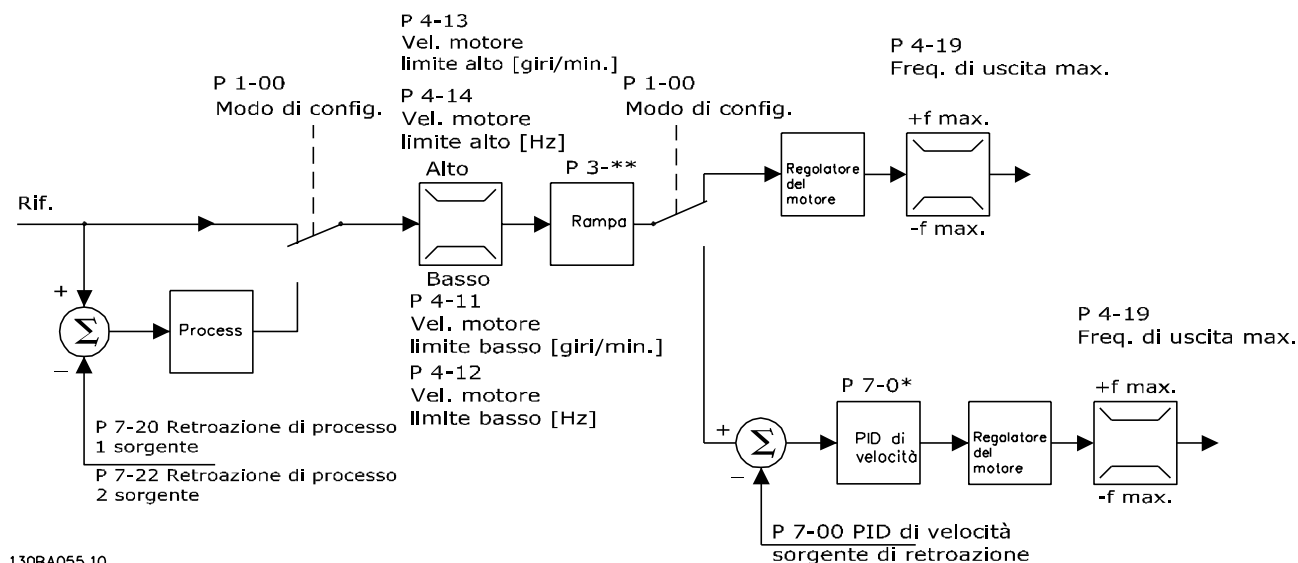 P 4-13
Vel. motore
limite alto [giri/min.]
P 4-19
Freq. di uscita max.
P 1-00
Modo di config.
P 4-14
Vel. motore
limite alto [Hz]
P 1-00
Modo di config.
+f max.
Alto
P 3-**
Regolatore
del
motore
Rif.
Rampa
-f max.
Basso
+
Σ
Process
−
P 4-11
Vel. motore
limite basso [giri/min.]
P 4-12
Vel. motore
limite basso [Hz]
P 4-19
Freq. di uscita max.
P 7-20 Retroazione di processo
1 sorgente
P 7-22 Retroazione di processo
2 sorgente
P 7-0*
+f max.
+
Σ
PID di
velocità
Regolatore
del
motore
−
-f max.
P 7-00 PID di velocità
sorgente di retroazione
130BA055.10